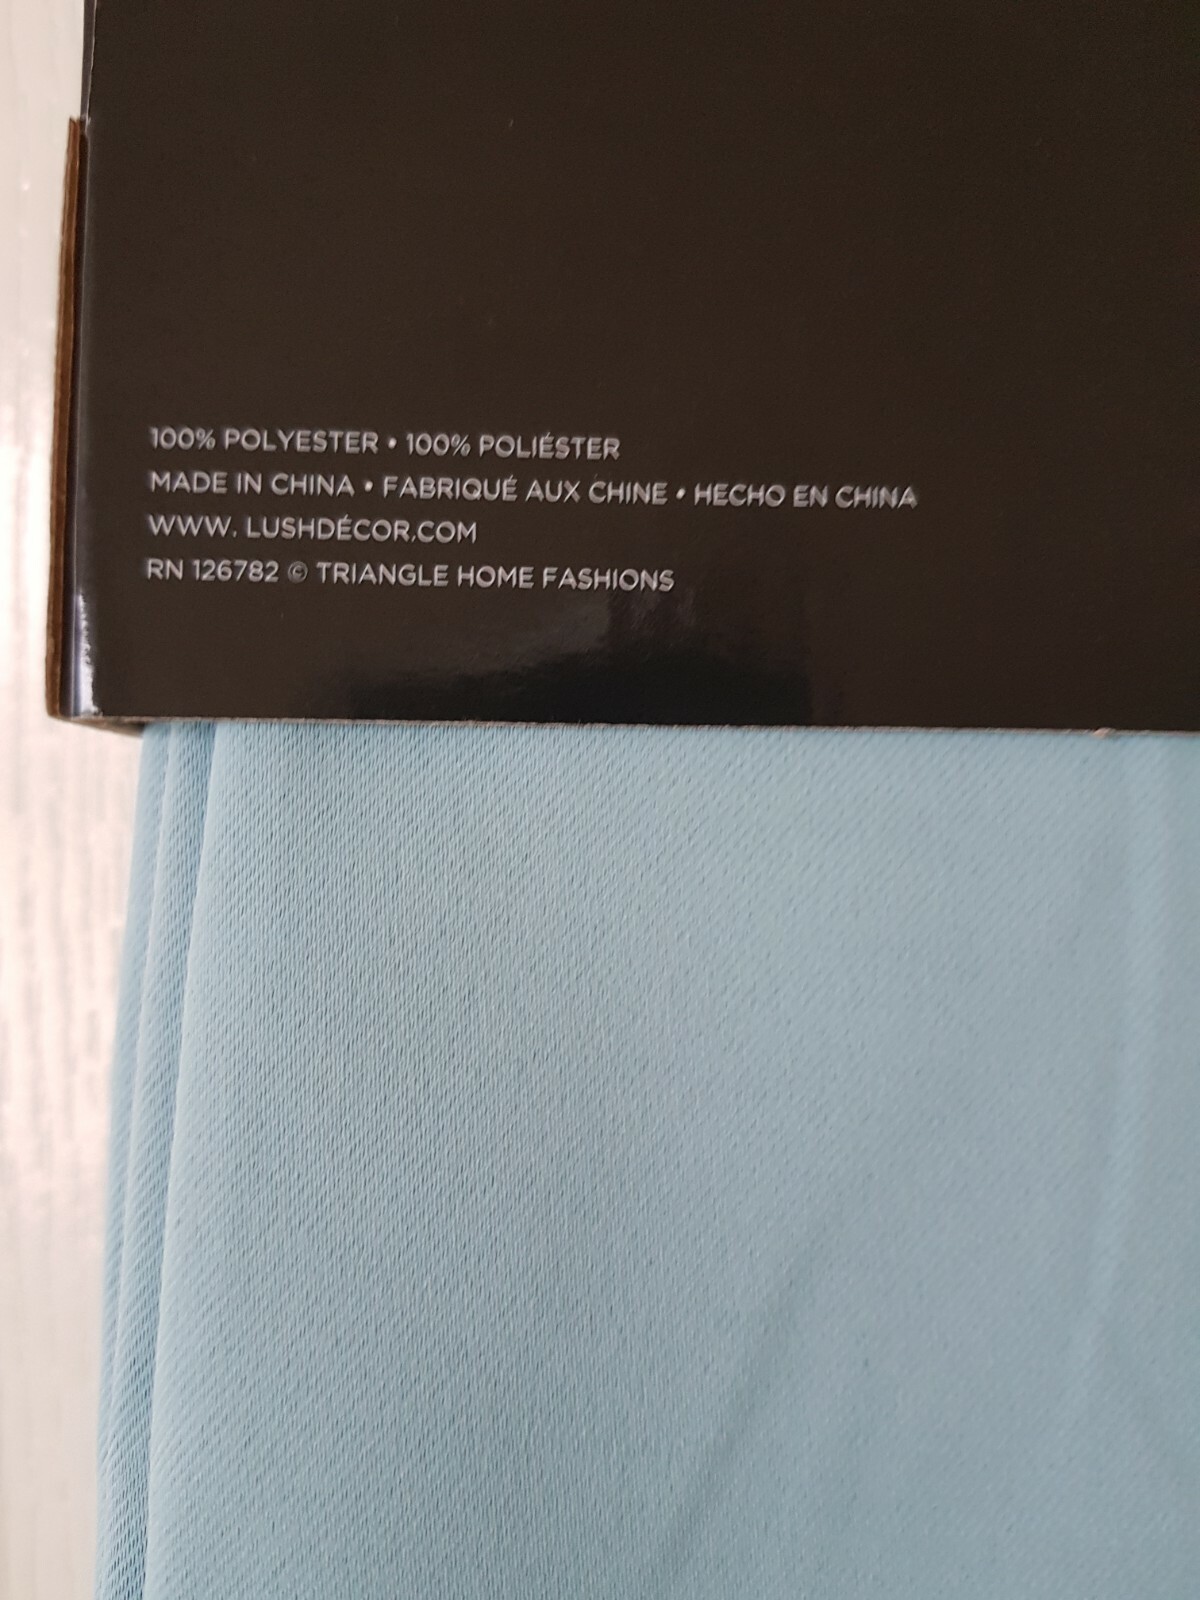 100% POLYESTER • 100% POLIÉSTER
MADE IN CHINA • FABRIQUÉ AUX CHINE • HECHO EN CHINA
WWW. LUSHDÉCOR.COM
RN 126782 © TRIANGLE HOME FASHIONS